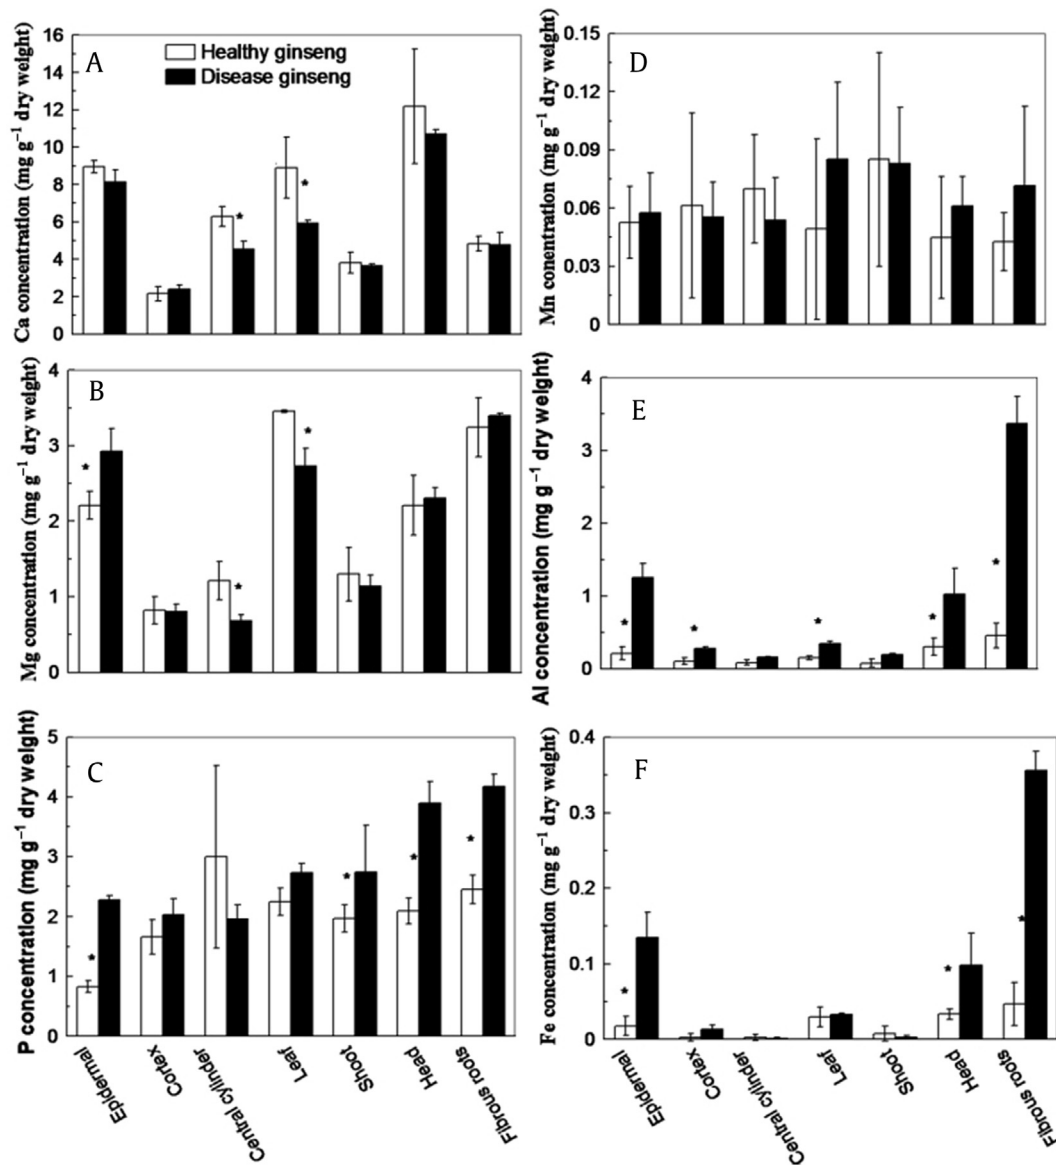 A
Healthy ginseng
Disease ginseng
Ca concentration (mg g⁻¹ dry weight)
16
14
12
10
8
6
4
2
0
*
*
D
Mn conentration (mg g⁻¹ dry weight)
0.15
0.12
0.09
0.06
0.03
0
B
Mg concentration (mg g⁻¹ dry weight)
4
3
2
1
0
*
*
*
E
Al concentration (mg g⁻¹ dry weight)
4
3
2
1
0
*
*
*
*
*
C
P concentration (mg g⁻¹ dry weight)
5
4
3
2
1
0
*
*
*
*
Epidermal
Cortex
Central cylinder
Leaf
Shoot
Head
Fibrous roots
F
Fe concentration (mg g⁻¹ dry weight)
0.4
0.3
0.2
0.1
0
*
*
*
Epidermal
Cortex
Central cylinder
Leaf
Shoot
Head
Fibrous roots